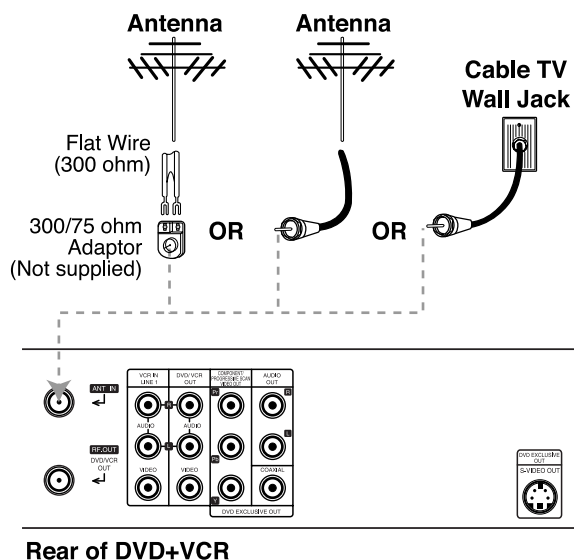 Antenna
Antenna
Cable TV
Wall Jack
Flat Wire
(300 ohm)
300/75 ohm
Adaptor
(Not supplied)
OR
OR
ANT IN
RF.OUT
DVD/VCR
OUT
VCR IN
LINE 1
DVD/VCR
OUT
COMPONENT/
PROGRESSIVE SCAN
VIDEO OUT
AUDIO
OUT
R
Pr
R
AUDIO
AUDIO
L
L
Pb
VIDEO
VIDEO
COAXIAL
Y
DVD EXCLUSIVE OUT
DVD EXCLUSIVE
OUT
S-VIDEO OUT
Rear of DVD+VCR